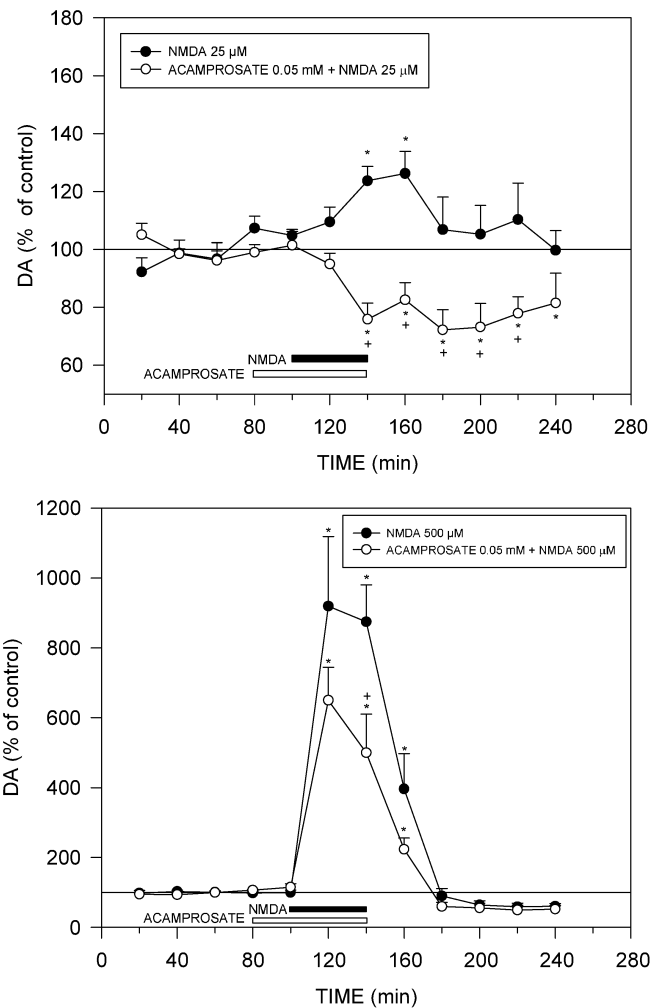 180
160
140
120
100
80
60
DA (% of control)
NMDA 25 µM
ACAMPROSATE 0.05 mM + NMDA 25 µM
* *
* * * * * *
+ + + + +
NMDA
ACAMPROSATE
0 40 80 120 160 200 240 280
TIME (min)
1200
1000
800
600
400
200
0
DA (% of control)
NMDA 500 µM
ACAMPROSATE 0.05 mM + NMDA 500 µM
*
*
*
+
*
*
*
NMDA
ACAMPROSATE
0 40 80 120 160 200 240 280
TIME (min)